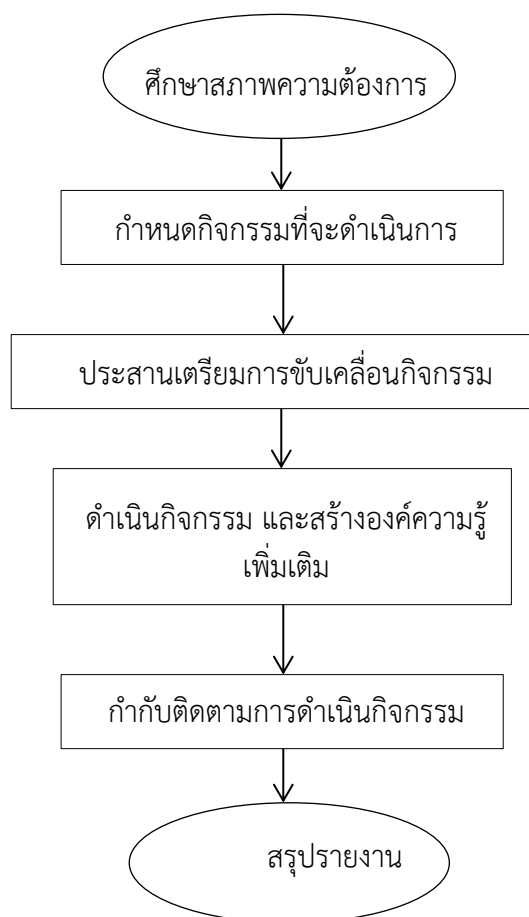 ศึกษาสภาพความต้องการ
กำหนดกิจกรรมที่จะดำเนินการ
ประสานเตรียมการขับเคลื่อนกิจกรรม
ดำเนินกิจกรรม และสร้างองค์ความรู้
เพิ่มเติม
กำกับติดตามการดำเนินกิจกรรม
สรุปรายงาน